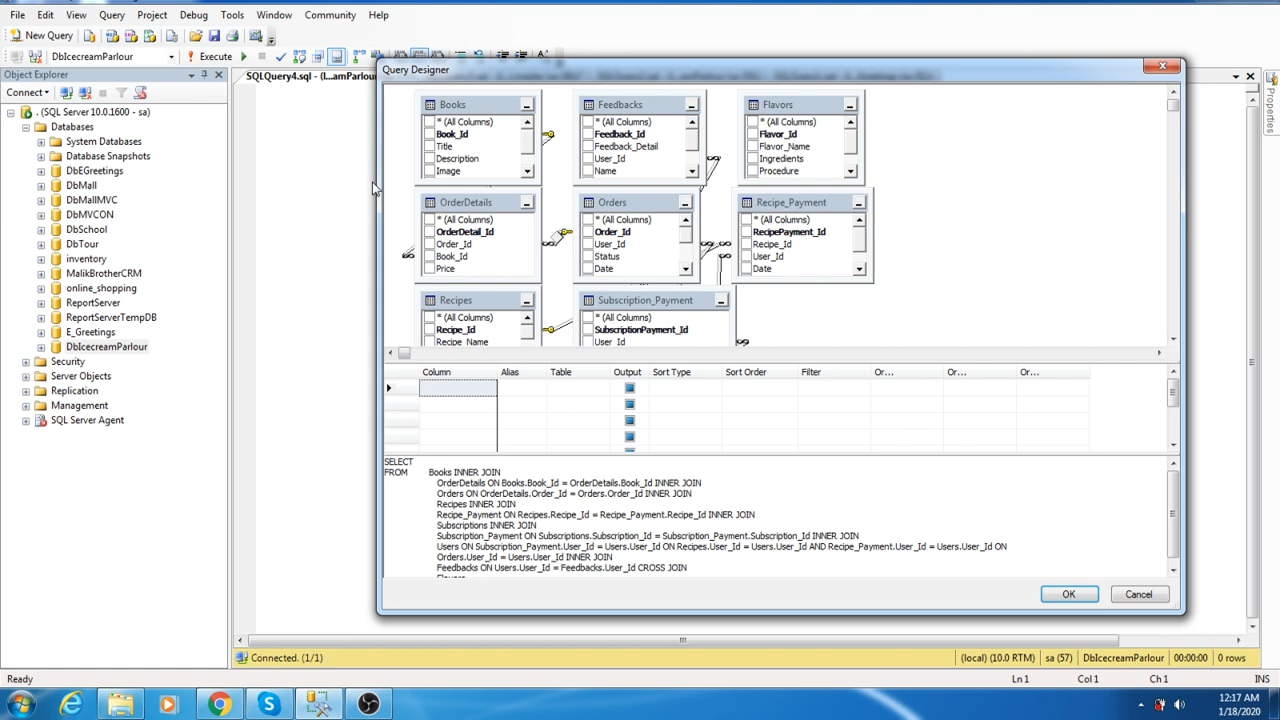 File Edit View Query Project Debug Tools Window Community Help
New Query
DbIcecreamParlour Execute
Object Explorer
SQLQuery4.sql - (l...amParlour
Connect
. (SQL Server 10.0.1600 - sa)
Databases
System Databases
Database Snapshots
DbEGreetings
DbMall
DbMallMVC
DbMVCON
DbSchool
DbTour
inventory
MalikBrotherCRM
online_shopping
ReportServer
ReportServerTempDB
E_Greetings
DbIcecreamParlour
Security
Server Objects
Replication
Management
SQL Server Agent
Properties
Query Designer
Books
* (All Columns)
Book_Id
Title
Description
Image
Feedbacks
* (All Columns)
Feedback_Id
Feedback_Detail
User_Id
Name
Flavors
* (All Columns)
Flavor_Id
Flavor_Name
Ingredients
Procedure
OrderDetails
* (All Columns)
OrderDetail_Id
Order_Id
Book_Id
Price
Orders
* (All Columns)
Order_Id
User_Id
Status
Date
Recipe_Payment
* (All Columns)
RecipePayment_Id
Recipe_Id
User_Id
Date
Recipes
* (All Columns)
Recipe_Id
Recipe_Name
Subscription_Payment
* (All Columns)
SubscriptionPayment_Id
User_Id
Column Alias Table Output Sort Type Sort Order Filter Or... Or... Or...
SELECT
FROM Books INNER JOIN
OrderDetails ON Books.Book_Id = OrderDetails.Book_Id INNER JOIN
Orders ON OrderDetails.Order_Id = Orders.Order_Id INNER JOIN
Recipes INNER JOIN
Recipe_Payment ON Recipes.Recipe_Id = Recipe_Payment.Recipe_Id INNER JOIN
Subscriptions INNER JOIN
Subscription_Payment ON Subscriptions.Subscription_Id = Subscription_Payment.Subscription_Id INNER JOIN
Users ON Subscription_Payment.User_Id = Users.User_Id ON Recipes.User_Id = Users.User_Id AND Recipe_Payment.User_Id = Users.User_Id ON
Orders.User_Id = Users.User_Id INNER JOIN
Feedbacks ON Users.User_Id = Feedbacks.User_Id CROSS JOIN
Flavors
OK Cancel
Connected. (1/1) (local) (10.0 RTM) sa (57) DbIcecreamParlour 00:00:00 0 rows
Ready Ln 1 Col 1 Ch 1 INS
12:17 AM
1/18/2020